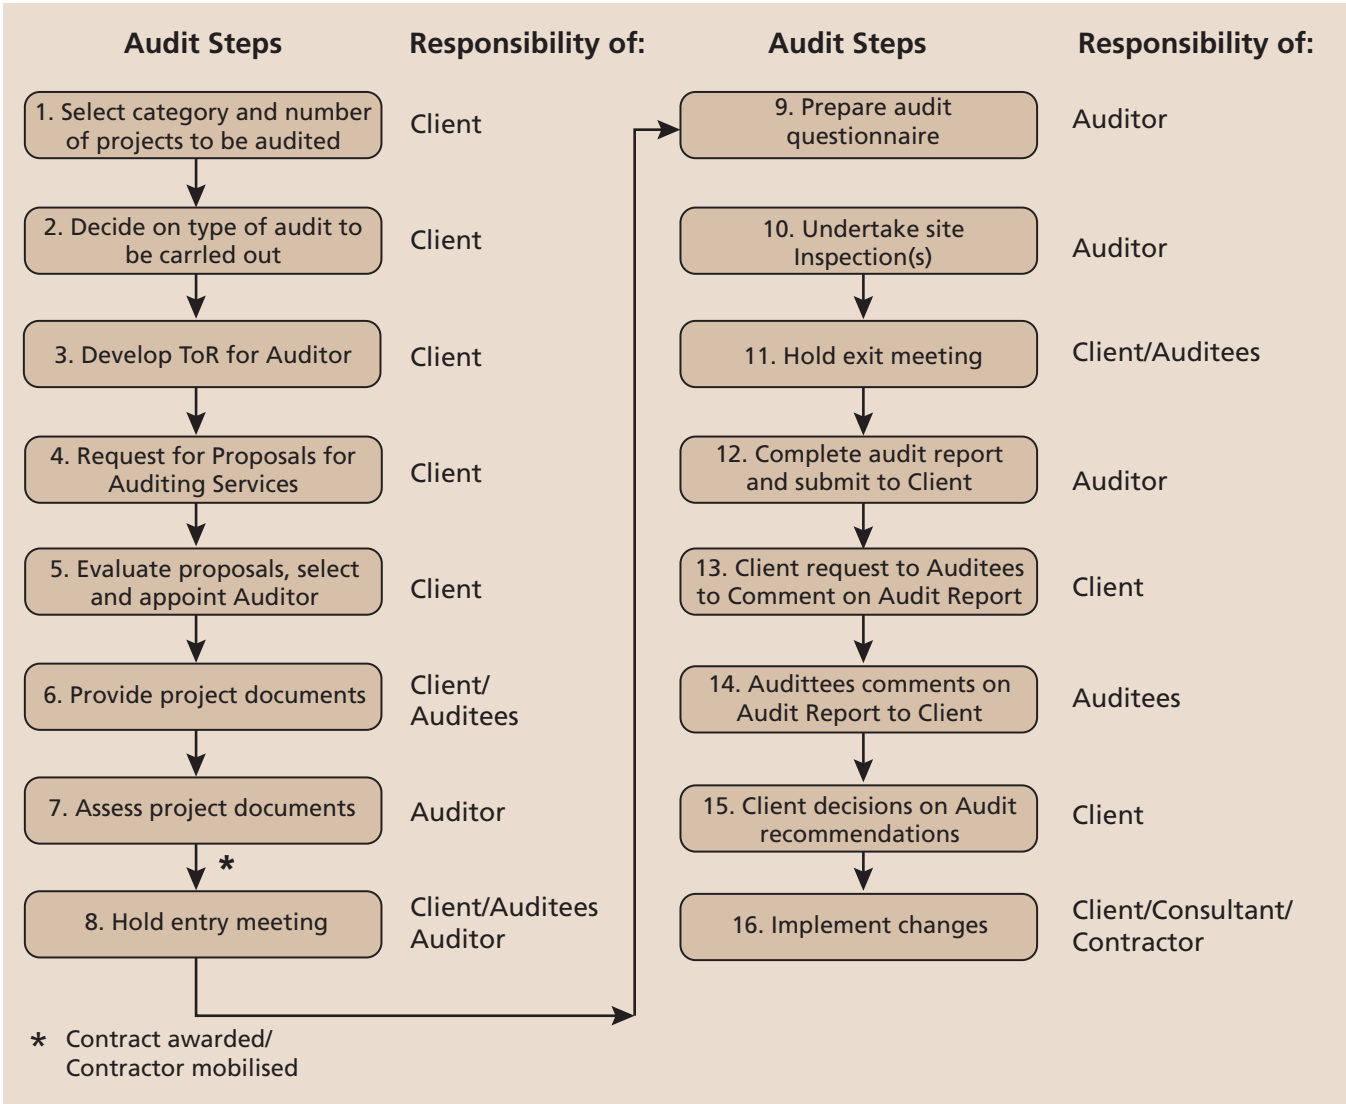 Audit Steps
Responsibility of:
1. Select category and number
of projects to be audited
Client
2. Decide on type of audit to
be carrled out
Client
3. Develop ToR for Auditor
Client
4. Request for Proposals for
Auditing Services
Client
5. Evaluate proposals, select
and appoint Auditor
Client
6. Provide project documents
Client/
Auditees
7. Assess project documents
Auditor
*
8. Hold entry meeting
Client/Auditees
Auditor
* Contract awarded/
Contractor mobilised
Audit Steps
Responsibility of:
9. Prepare audit
questionnaire
Auditor
10. Undertake site
Inspection(s)
Auditor
11. Hold exit meeting
Client/Auditees
12. Complete audit report
and submit to Client
Auditor
13. Client request to Auditees
to Comment on Audit Report
Client
14. Audittees comments on
Audit Report to Client
Auditees
15. Client decisions on Audit
recommendations
Client
16. Implement changes
Client/Consultant/
Contractor